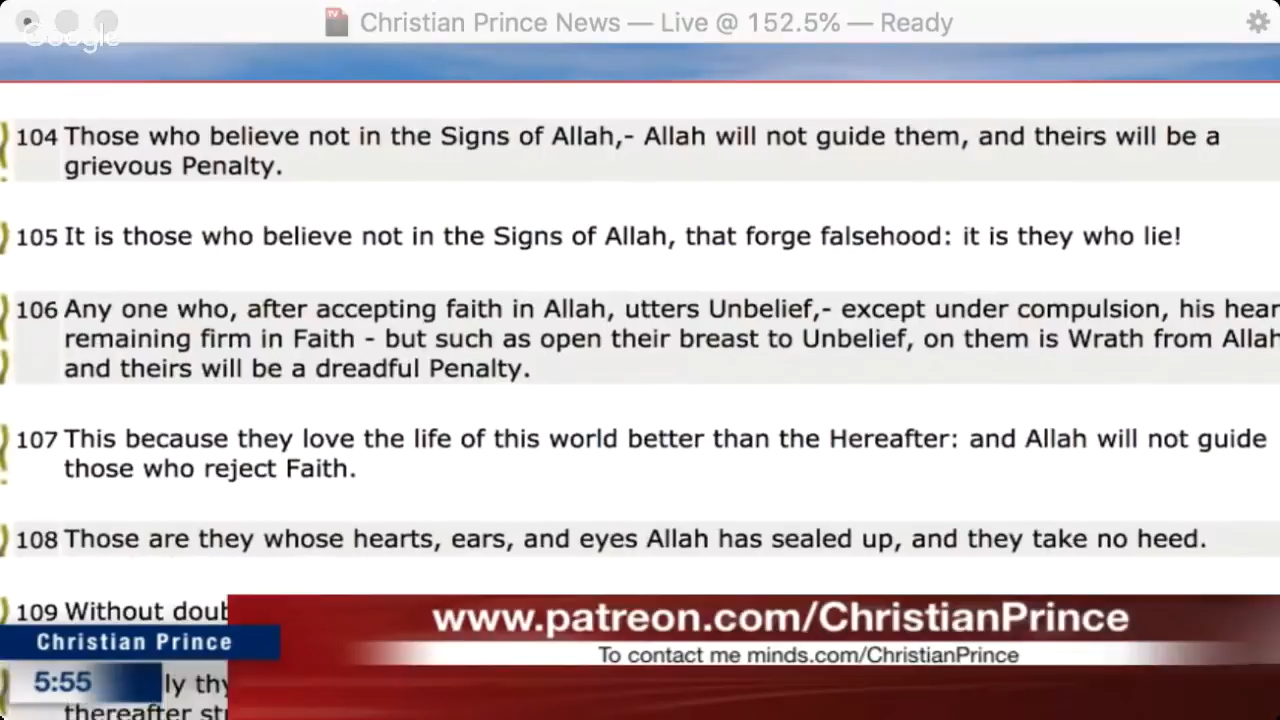 Christian Prince News — Live @ 152.5% — Ready
Google
104 Those who believe not in the Signs of Allah,- Allah will not guide them, and theirs will be a
grievous Penalty.
105 It is those who believe not in the Signs of Allah, that forge falsehood: it is they who lie!
106 Any one who, after accepting faith in Allah, utters Unbelief,- except under compulsion, his hear
remaining firm in Faith - but such as open their breast to Unbelief, on them is Wrath from Allah
and theirs will be a dreadful Penalty.
107 This because they love the life of this world better than the Hereafter: and Allah will not guide
those who reject Faith.
108 Those are they whose hearts, ears, and eyes Allah has sealed up, and they take no heed.
109 Without doub
www.patreon.com/ChristianPrince
Christian Prince
To contact me minds.com/ChristianPrince
5:55
ly thy
thereafter str